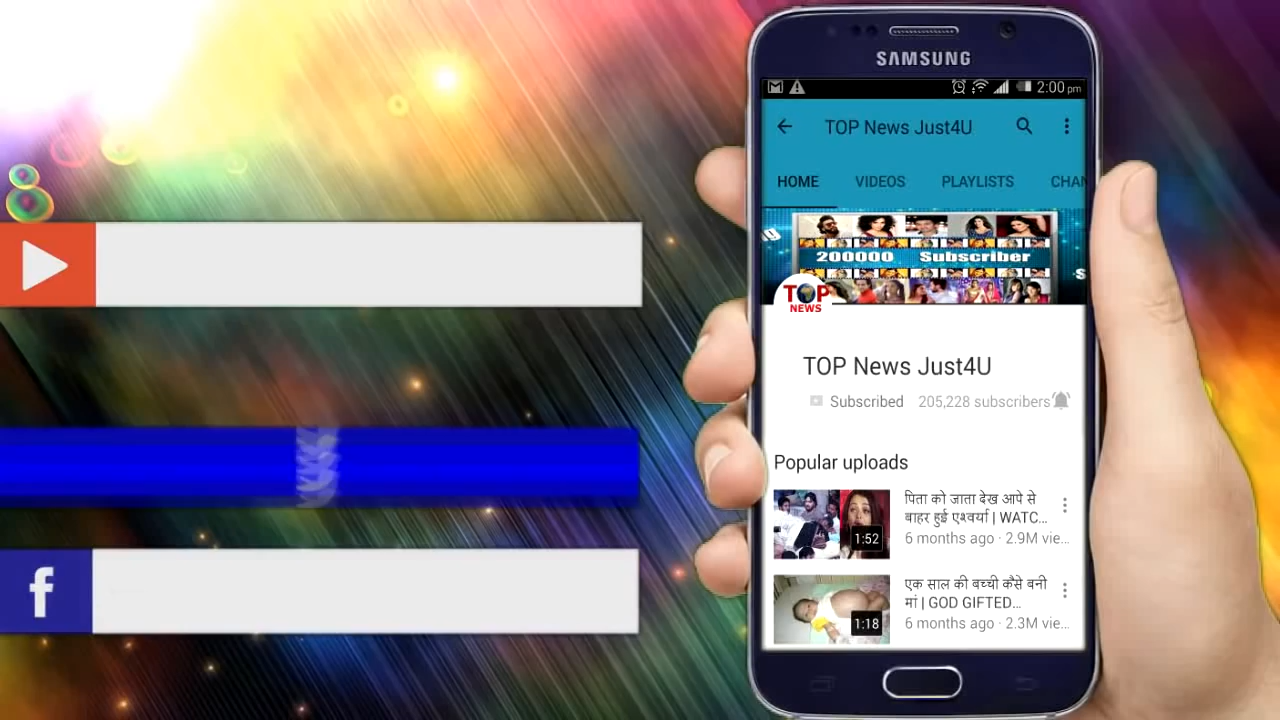 SAMSUNG
2:00 pm
TOP News Just4U
HOME VIDEOS PLAYLISTS CHAN
200000 Subscriber
TOP
NEWS
TOP News Just4U
Subscribed 205,228 subscribers
Popular uploads
पिता को जाता देख आपे से
बाहर हुई एश्वर्या | WATC...
1:52
6 months ago · 2.9M vie...
एक साल की बच्ची कैसे बनी
मां | GOD GIFTED...
1:18
6 months ago · 2.3M vie...